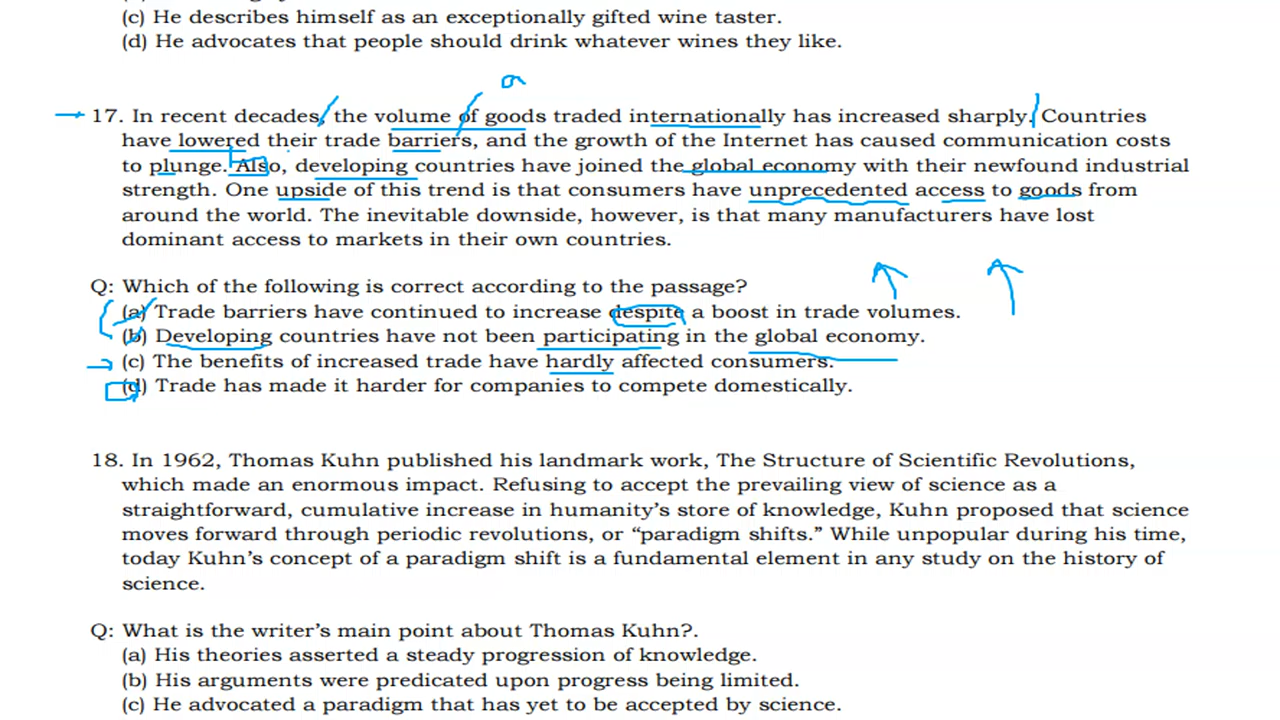 (c) He describes himself as an exceptionally gifted wine taster.
(d) He advocates that people should drink whatever wines they like.
17. In recent decades, the volume of goods traded internationally has increased sharply. Countries
have lowered their trade barriers, and the growth of the Internet has caused communication costs
to plunge. Also, developing countries have joined the global economy with their newfound industrial
strength. One upside of this trend is that consumers have unprecedented access to goods from
around the world. The inevitable downside, however, is that many manufacturers have lost
dominant access to markets in their own countries.
Q: Which of the following is correct according to the passage?
(a) Trade barriers have continued to increase despite a boost in trade volumes.
(b) Developing countries have not been participating in the global economy.
(c) The benefits of increased trade have hardly affected consumers.
(d) Trade has made it harder for companies to compete domestically.
18. In 1962, Thomas Kuhn published his landmark work, The Structure of Scientific Revolutions,
which made an enormous impact. Refusing to accept the prevailing view of science as a
straightforward, cumulative increase in humanity’s store of knowledge, Kuhn proposed that science
moves forward through periodic revolutions, or “paradigm shifts.” While unpopular during his time,
today Kuhn’s concept of a paradigm shift is a fundamental element in any study on the history of
science.
Q: What is the writer’s main point about Thomas Kuhn?.
(a) His theories asserted a steady progression of knowledge.
(b) His arguments were predicated upon progress being limited.
(c) He advocated a paradigm that has yet to be accepted by science.